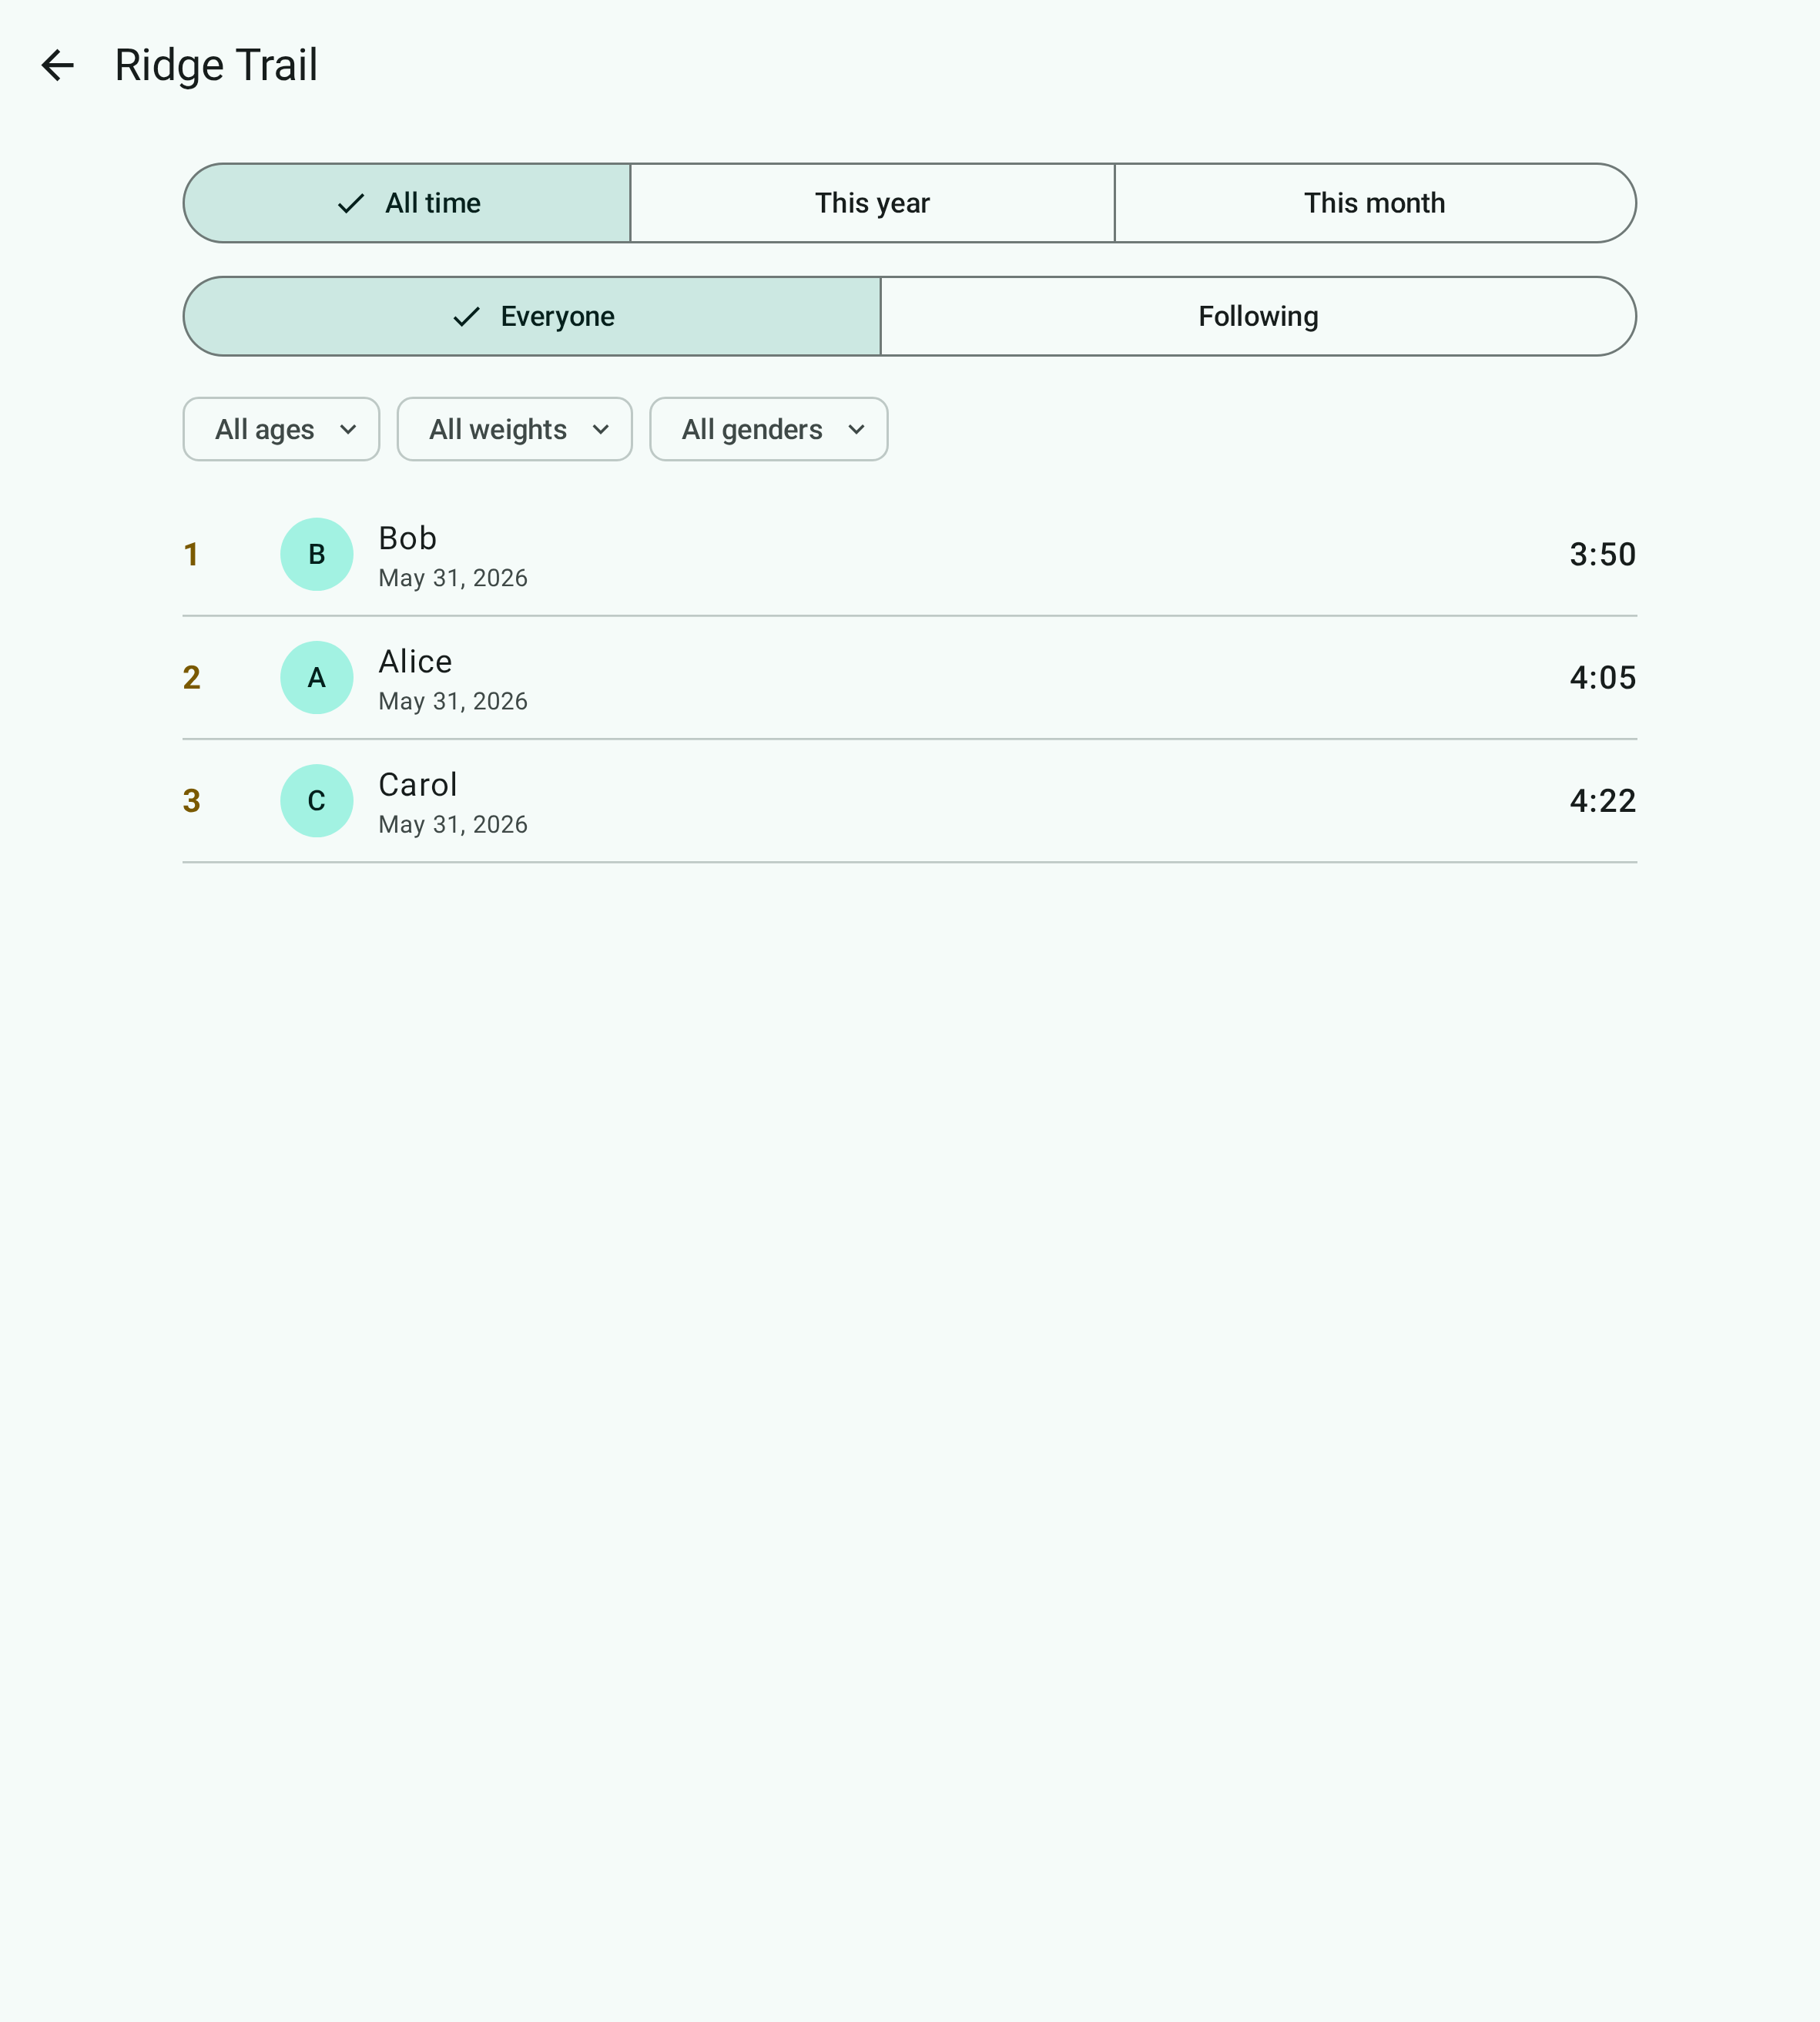 Ridge Trail
All time This year This month
Everyone Following
All ages All weights All genders
1 B Bob 3:50
May 31, 2026
2 A Alice 4:05
May 31, 2026
3 C Carol 4:22
May 31, 2026